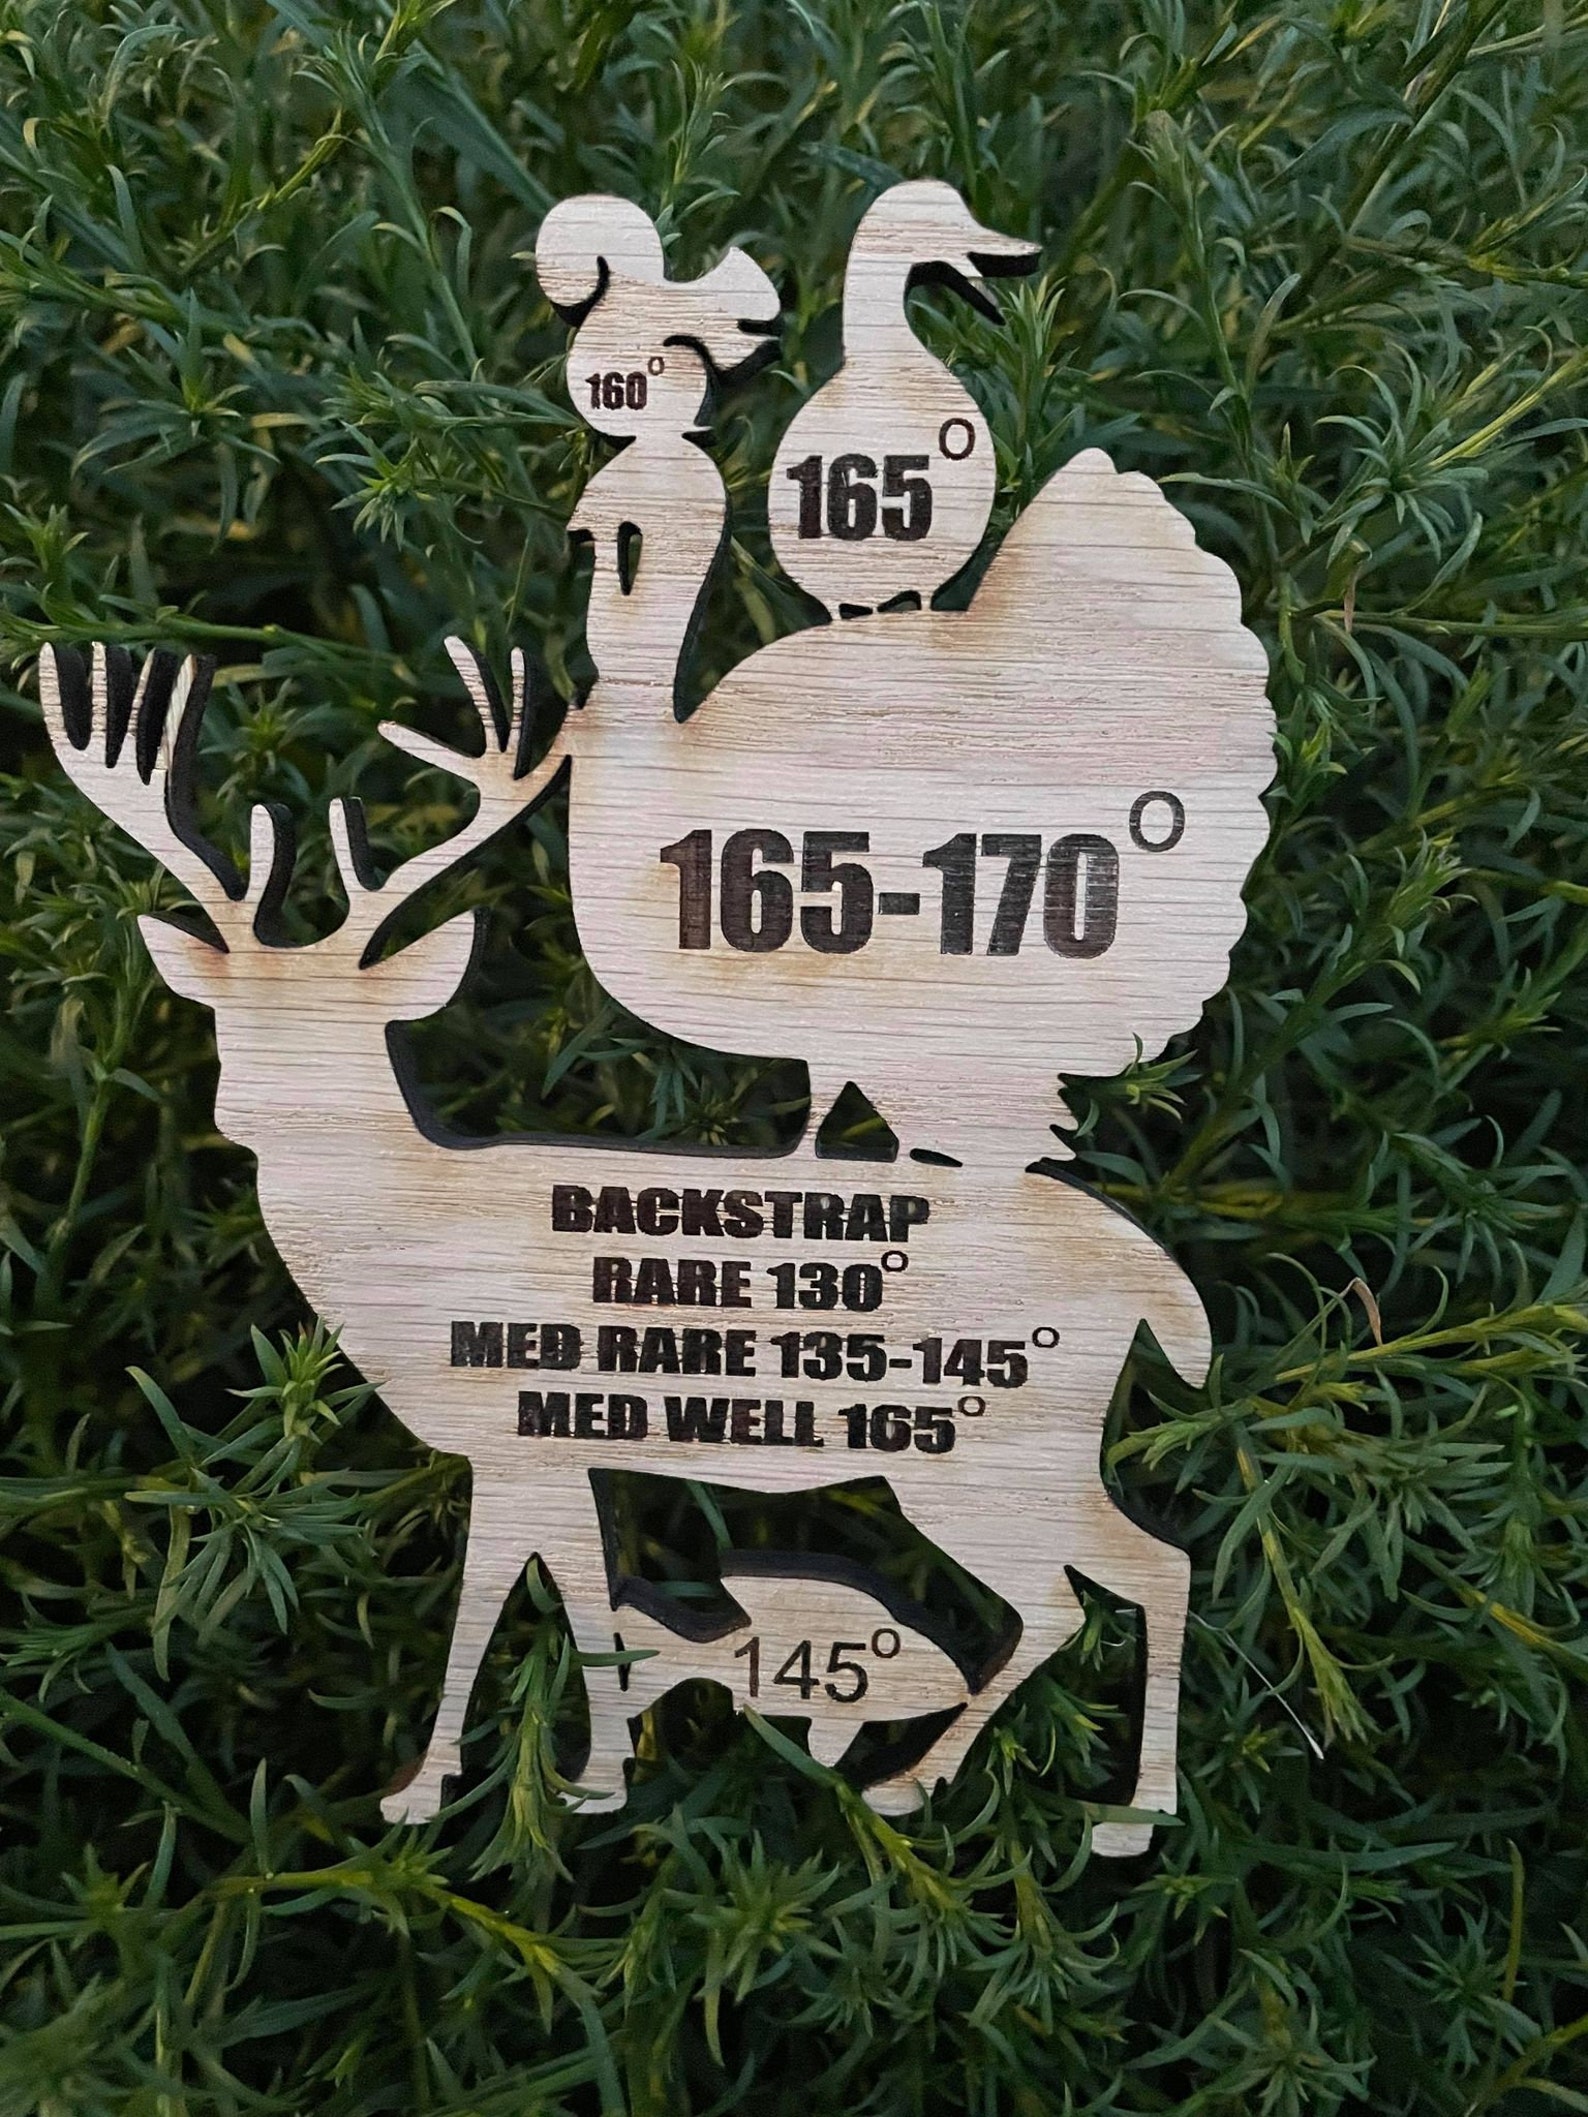 160°
165°
165-170°
BACKSTRAP
RARE 130°
MED RARE 135-145°
MED WELL 165°
145°